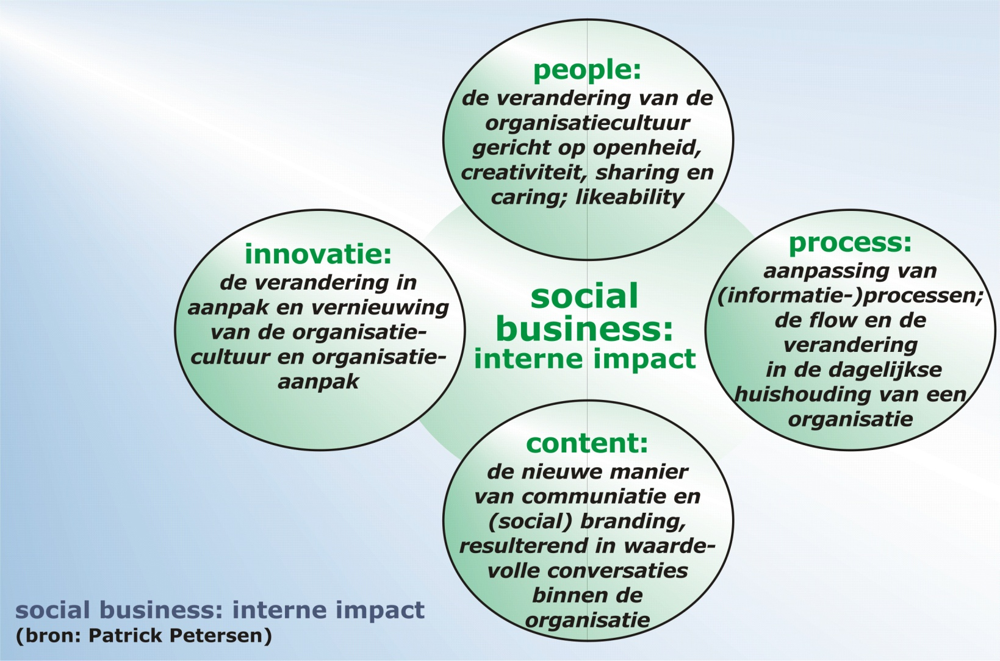 people:
de verandering van de
organisatiecultuur
gericht op openheid,
creativiteit, sharing en
caring; likeability
innovatie:
de verandering in
aanpak en vernieuwing
van de organisatie-
cultuur en organisatie-
aanpak
social
business:
interne impact
process:
aanpassing van
(informatie-)processen;
de flow en de
verandering
in de dagelijkse
huishouding van een
organisatie
content:
de nieuwe manier
van communiatie en
(social) branding,
resulterend in waarde-
volle conversaties
binnen de
organisatie
social business: interne impact
(bron: Patrick Petersen)